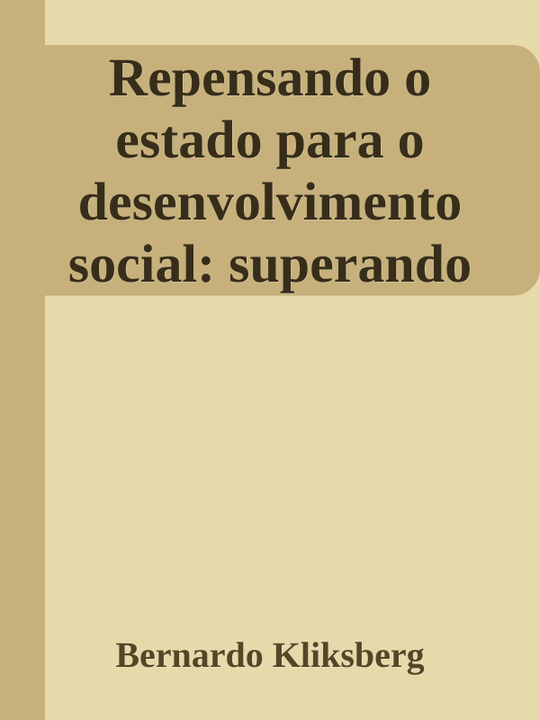 Repensando o
estado para o
desenvolvimento
social: superando
Bernardo Kliksberg